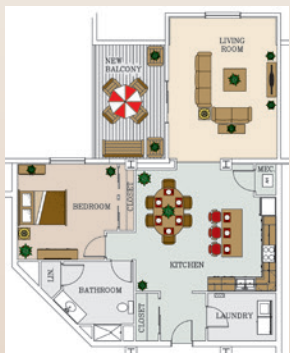 LIVING
ROOM
NEW
BALCONY
MEC.
CLOSET
BEDROOM
KITCHEN
LIN.
BATHROOM
CLOSET
LAUNDRY